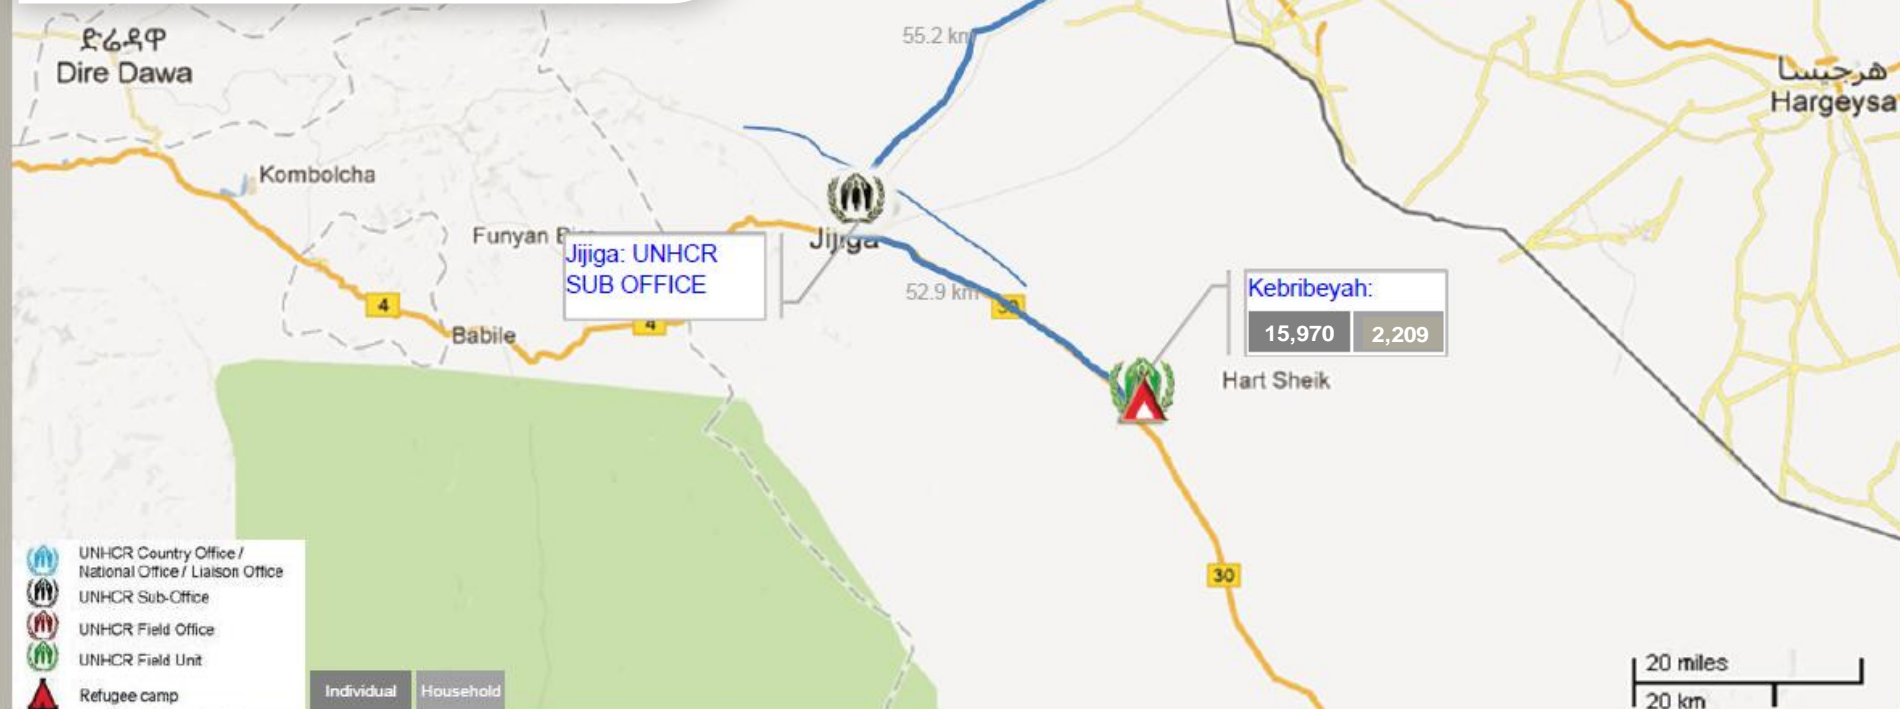 55.2 km
ድሬዳዋ
Dire Dawa
هرجيسا
Hargeysa
Kombolcha
Funyan
Jijiga
Jijiga: UNHCR
SUB OFFICE
52.9 km
30
4
4
Babile
Kebribeyah:
15,970 2,209
Hart Sheik
30
UNHCR Country Office /
National Office / Liaison Office
UNHCR Sub-Office
UNHCR Field Office
UNHCR Field Unit
Refugee camp
Individual Household
20 miles
20 km